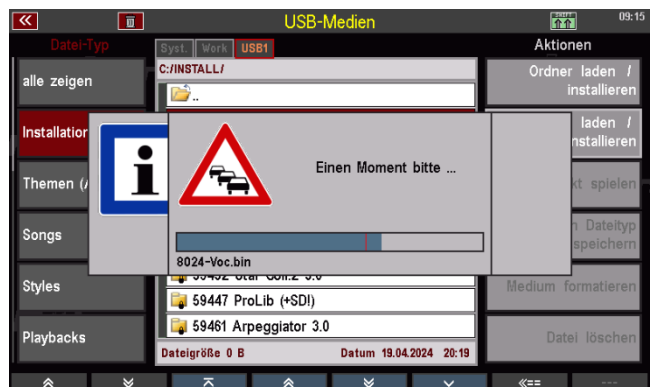 USB-Medien
SHIFT
09:15
Datei-Typ
Syst. Work USB1
Aktionen
C:/INSTALL/
alle zeigen
..
Ordner laden /
installieren
Installation
laden /
nstallieren
Einen Moment bitte ...
Themen (A
kt spielen
Songs
n Dateityp
speichern
8024-Voc.bin
Styles
59447 ProLib (+SD!)
Medium formatieren
59461 Arpeggiator 3.0
Playbacks
Dateigröße 0 B
Datum 19.04.2024 20:19
Datei löschen
«==
---